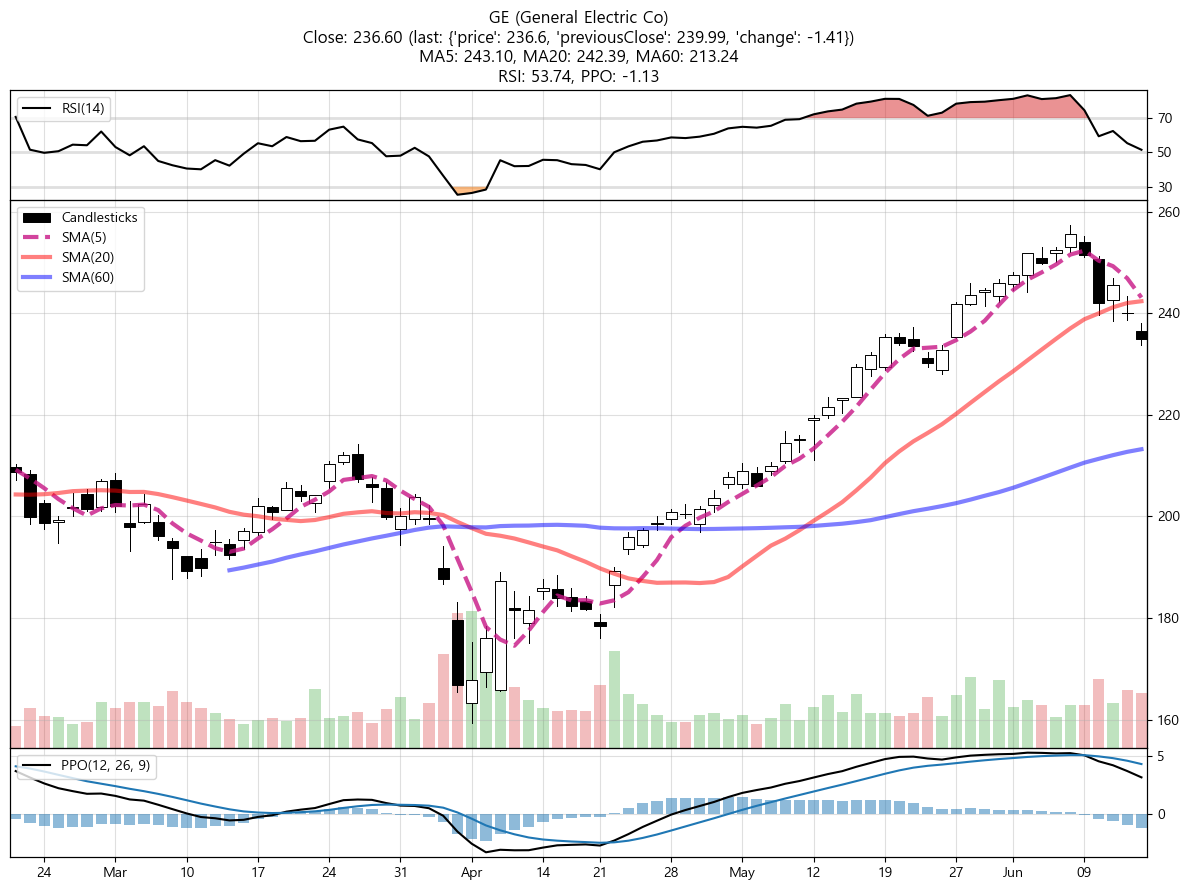 GE (General Electric Co)
Close: 236.60 (last: {'price': 236.6, 'previousClose': 239.99, 'change': -1.41})
MA5: 243.10, MA20: 242.39, MA60: 213.24
RSI: 53.74, PPO: -1.13
RSI(14)
70
50
30
Candlesticks
SMA(5)
SMA(20)
SMA(60)
260
240
220
200
180
160
PPO(12, 26, 9)
5
0
24 Mar 10 17 24 31 Apr 14 21 28 May 12 19 27 Jun 09